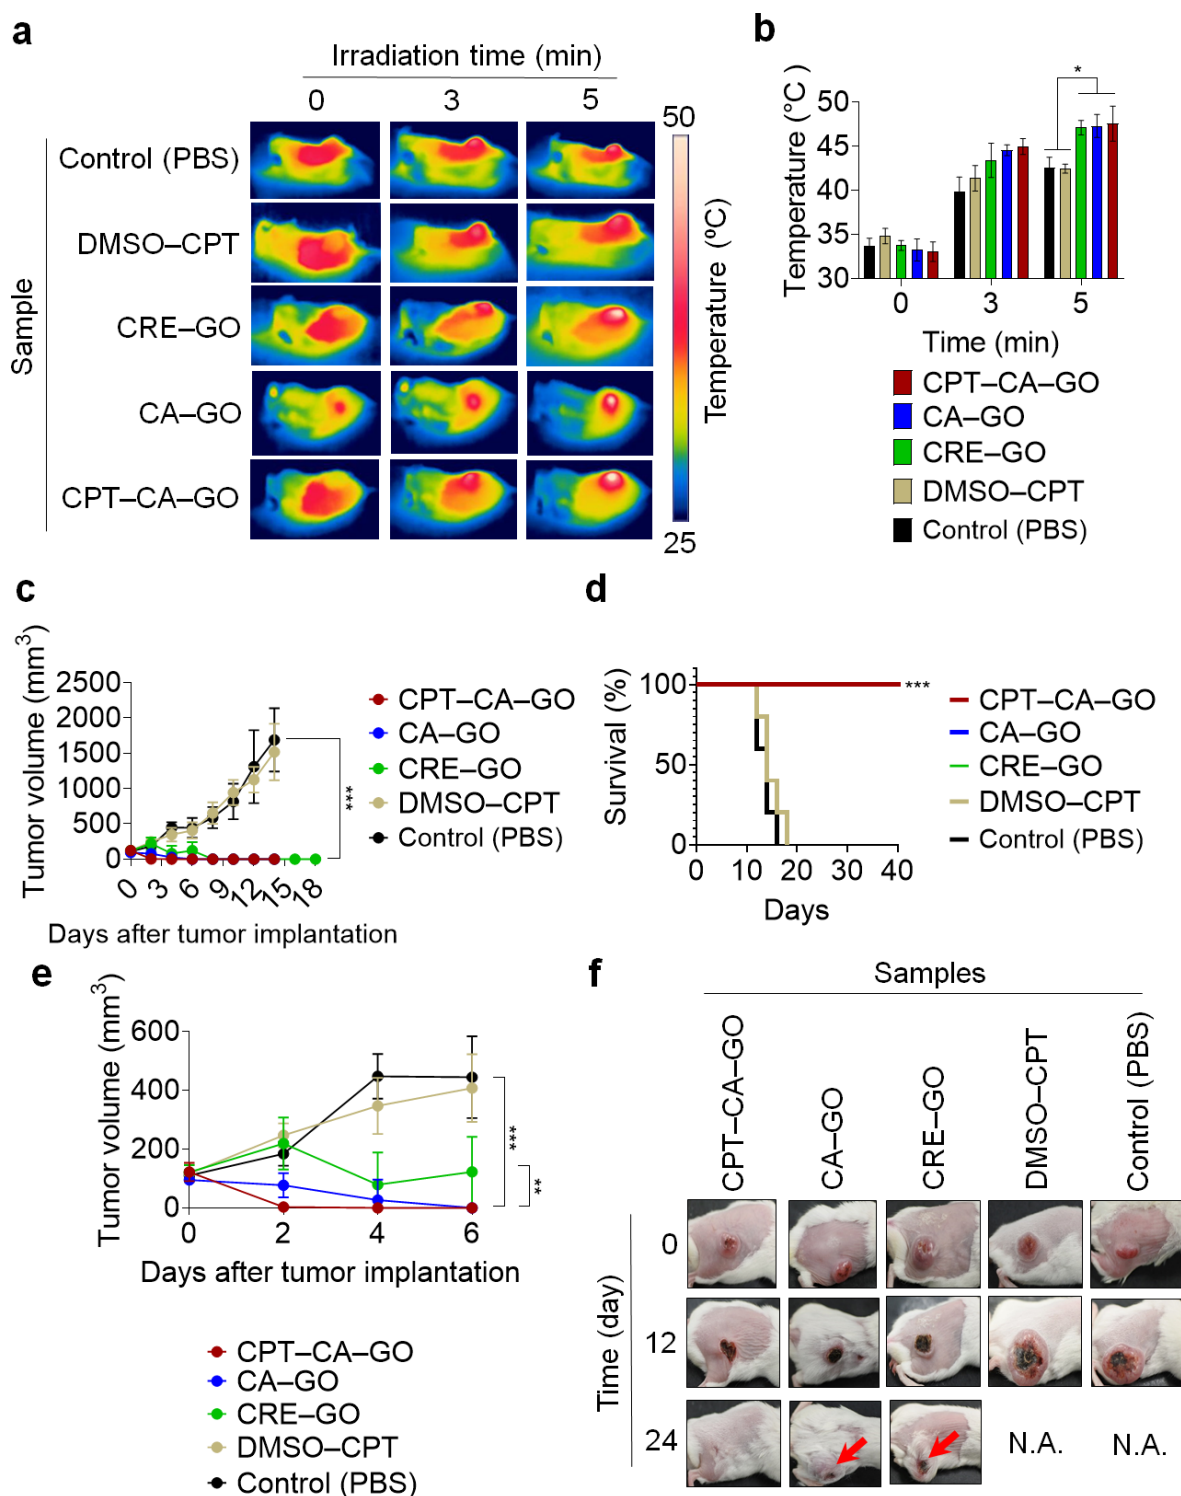 a
Irradiation time (min)
0 3 5
Sample
Control (PBS)
DMSO–CPT
CRE–GO
CA–GO
CPT–CA–GO
50
Temperature (ºC)
25
b
*
Temperature (°C)
50
45
40
35
30
0 3 5
Time (min)
CPT–CA–GO
CA–GO
CRE–GO
DMSO–CPT
Control (PBS)
c
Tumor volume (mm³)
2500
2000
1500
1000
500
0
0 3 6 9 12 15 18
Days after tumor implantation
***
CPT–CA–GO
CA–GO
CRE–GO
DMSO–CPT
Control (PBS)
d
Survival (%)
100
50
0
0 10 20 30 40
Days
***
CPT–CA–GO
CA–GO
CRE–GO
DMSO–CPT
Control (PBS)
e
Tumor volume (mm³)
600
400
200
0
0 2 4 6
Days after tumor implantation
***
**
CPT–CA–GO
CA–GO
CRE–GO
DMSO–CPT
Control (PBS)
f
Samples
CPT–CA–GO
CA–GO
CRE–GO
DMSO–CPT
Control (PBS)
Time (day)
0
12
24
N.A. N.A.